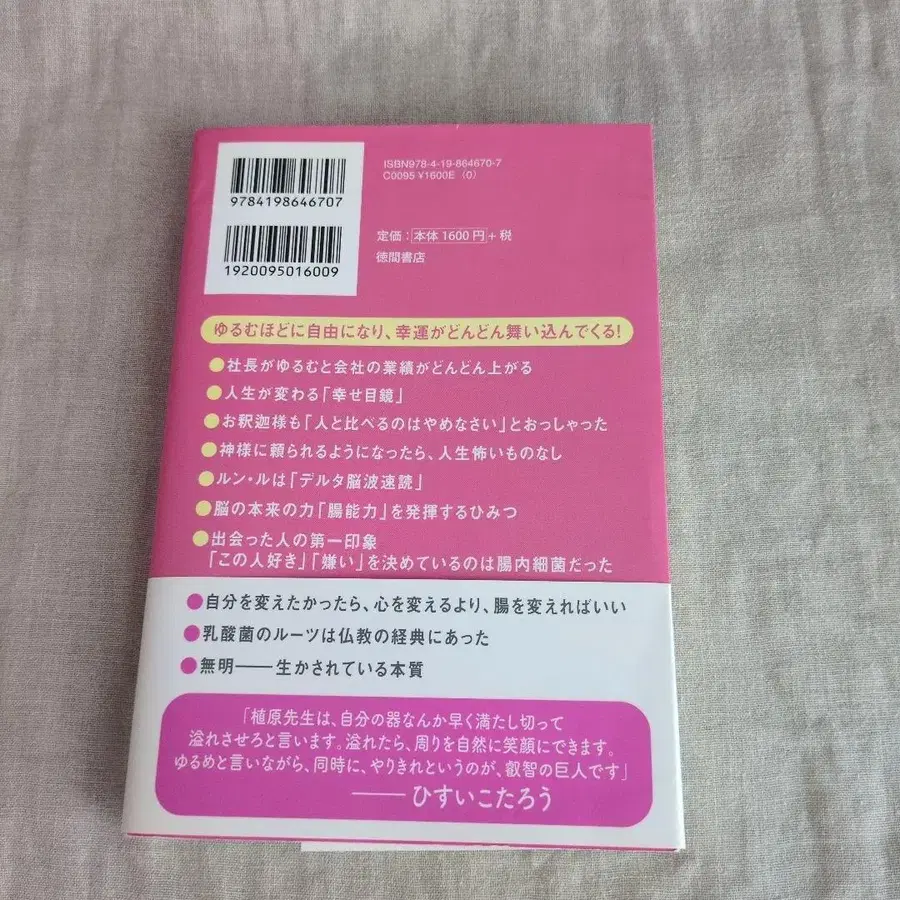 ISBN978-4-19-864670-7
C0095 ¥1600E (0)
9784198646707
定価：本体1600円+税
徳間書店
1920095016009
ゆるむほどに自由になり、幸運がどんどん舞い込んでくる!
●社長がゆるむと会社の業績がどんどん上がる
●人生が変わる「幸せ目鏡」
●お釈迦様も「人と比べるのはやめなさい」とおっしゃった
●神様に頼られるようになったら、人生怖いものなし
●ルン・ルは「デルタ脳波速読」
●脳の本来の力「腸能力」を発揮するひみつ
●出会った人の第一印象
「この人好き」「嫌い」を決めているのは腸内細菌だった
●自分を変えたかったら、心を変えるより、腸を変えればいい
●乳酸菌のルーツは仏教の経典にあった
●無明――生かされている本質
「植原先生は、自分の器なんか早く満たし切って
溢れさせろと言います。溢れたら、周りを自然に笑顔にできます。
ゆるめと言いながら、同時に、やりきれというのが、叡智の巨人です」
――ひすいこたろう